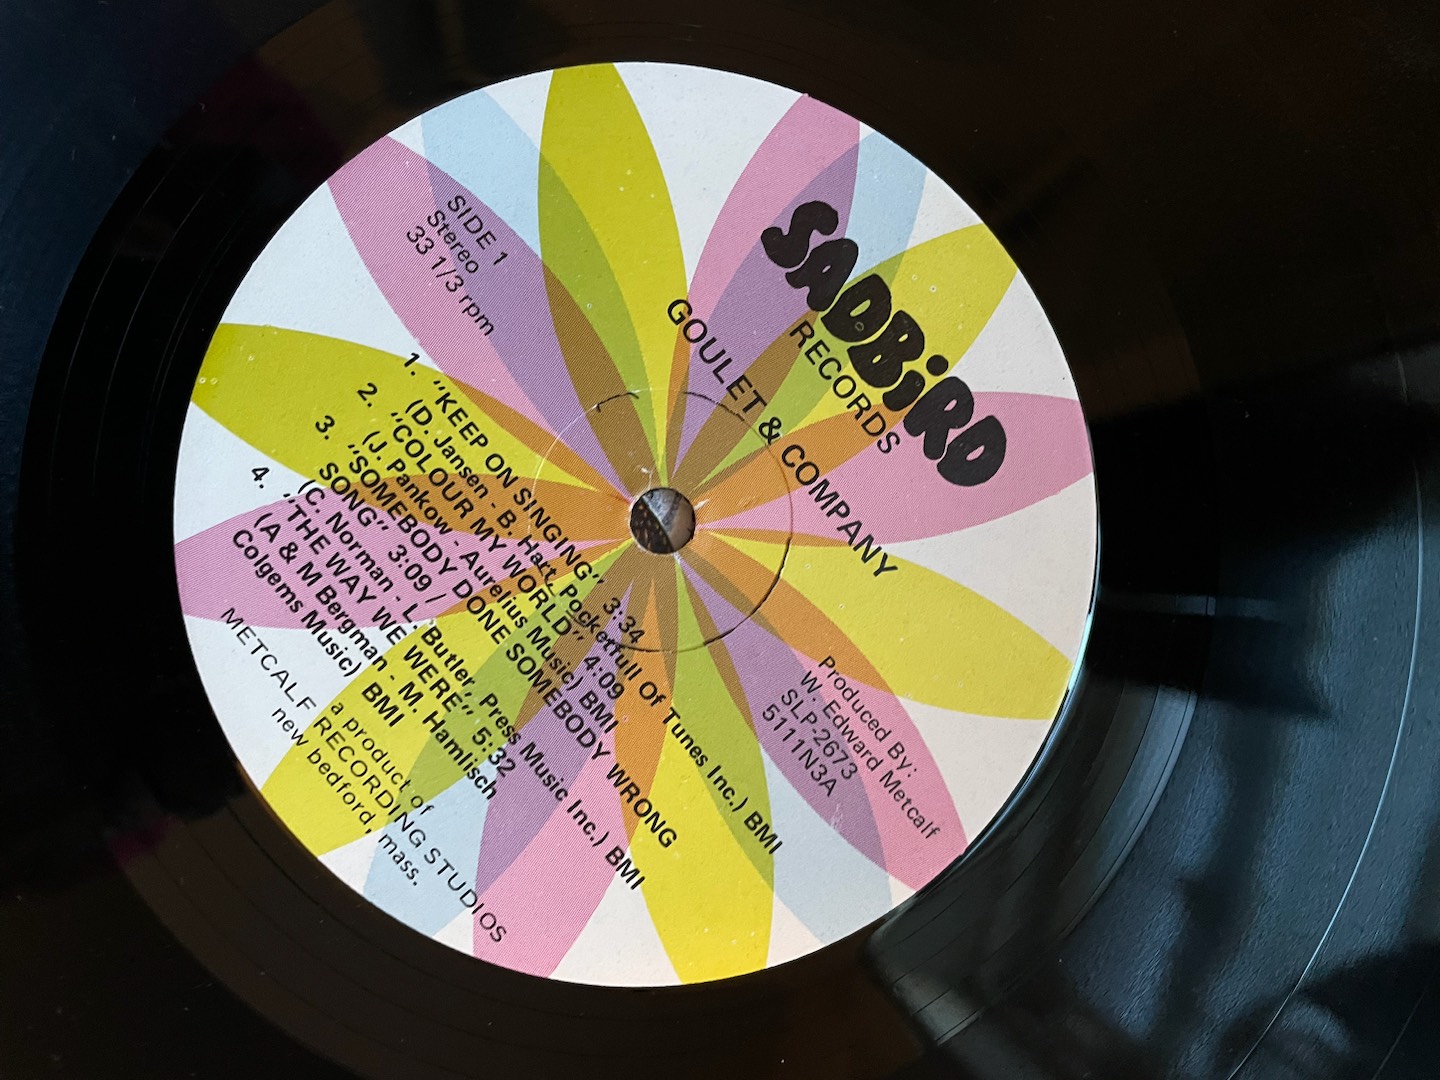 SADBiRD
RECORDS
GOULET & COMPANY
SIDE 1
Stereo
33 1/3 rpm
Produced By:
W. Edward Metcalf
SLP-2673
5111N3A
1. "KEEP ON SINGING" 3:34
(D. Jansen - B. Hart, Pocketfull Of Tunes Inc.) BMI
2. "COLOUR MY WORLD" 4:09
(J. Pankow - Aurelius Music) BMI
3. "SOMEBODY DONE SOMEBODY WRONG
SONG" 3:09 /
(C. Norman - L. Butler, Press Music Inc.) BMI
4. "THE WAY WE WERE" 5:32
(A & M Bergman - M. Hamlisch
Colgems Music) BMI
a product of
METCALF RECORDING STUDIOS
new bedford, mass.